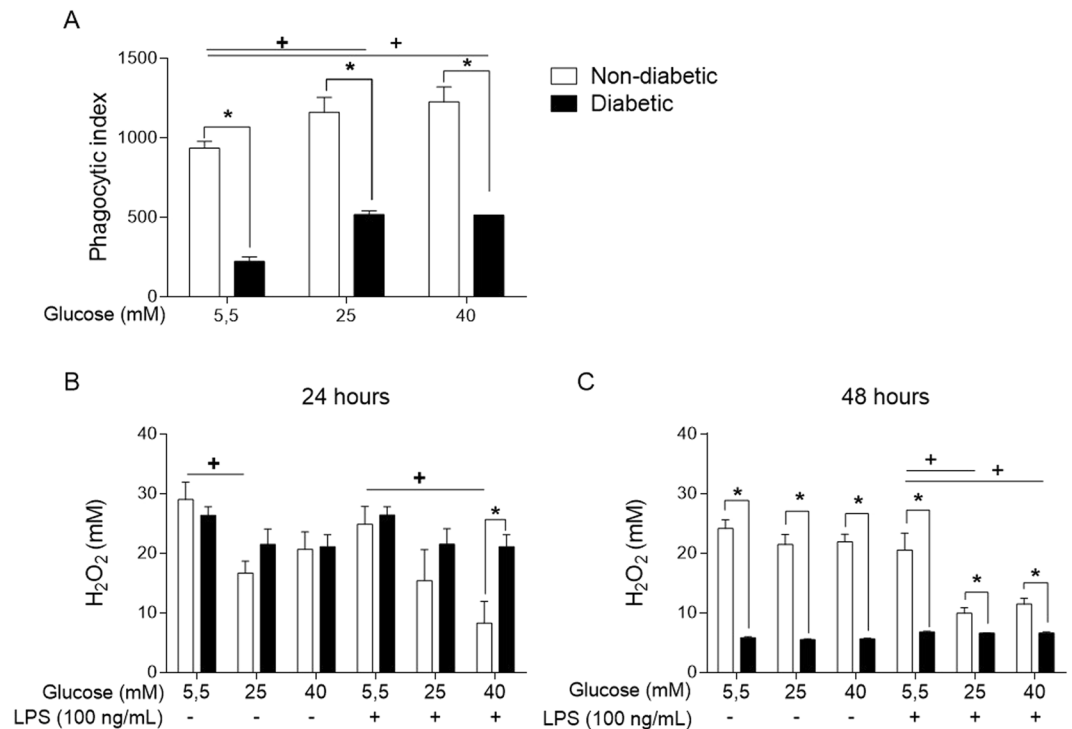 A
+ +
1500
* * *
1000
500
0
Phagocytic index
Glucose (mM)
5,5 25 40
Non-diabetic
Diabetic
B
24 hours
40
30
20
10
0
H₂O₂ (mM)
+ + *
Glucose (mM) 5,5 25 40 5,5 25 40
LPS (100 ng/mL) - - - + + +
C
48 hours
40
30
20
10
0
H₂O₂ (mM)
+
+
* * * *
* *
Glucose (mM) 5,5 25 40 5,5 25 40
LPS (100 ng/mL) - - - + + +